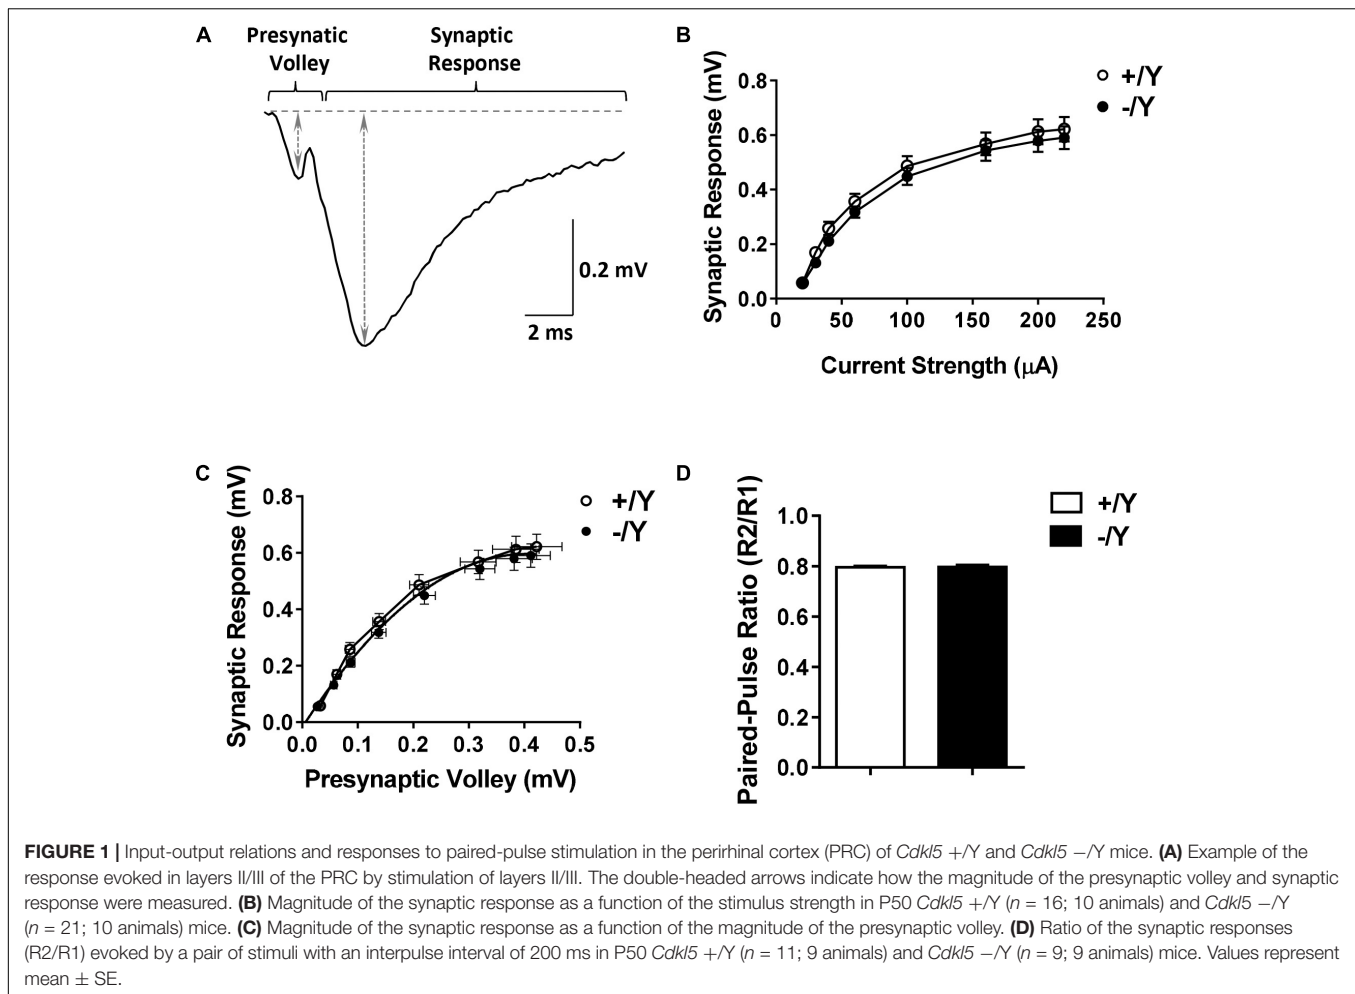 A
Presynatic
Volley
Synaptic
Response
0.2 mV
2 ms
B
Synaptic Response (mV)
0.8
0.6
0.4
0.2
0.0
0 50 100 150 200 250
Current Strength (μA)
+/Y
-/Y
C
Synaptic Response (mV)
0.8
0.6
0.4
0.2
0.0
0.0 0.1 0.2 0.3 0.4 0.5
Presynaptic Volley (mV)
+/Y
-/Y
D
Paired-Pulse Ratio (R2/R1)
1.0
0.8
0.6
0.4
0.2
0.0
+/Y
-/Y
FIGURE 1 | Input-output relations and responses to paired-pulse stimulation in the perirhinal cortex (PRC) of Cdkl5 +/Y and Cdkl5 −/Y mice. (A) Example of the
response evoked in layers II/III of the PRC by stimulation of layers II/III. The double-headed arrows indicate how the magnitude of the presynaptic volley and synaptic
response were measured. (B) Magnitude of the synaptic response as a function of the stimulus strength in P50 Cdkl5 +/Y (n = 16; 10 animals) and Cdkl5 −/Y
(n = 21; 10 animals) mice. (C) Magnitude of the synaptic response as a function of the magnitude of the presynaptic volley. (D) Ratio of the synaptic responses
(R2/R1) evoked by a pair of stimuli with an interpulse interval of 200 ms in P50 Cdkl5 +/Y (n = 11; 9 animals) and Cdkl5 −/Y (n = 9; 9 animals) mice. Values represent
mean ± SE.